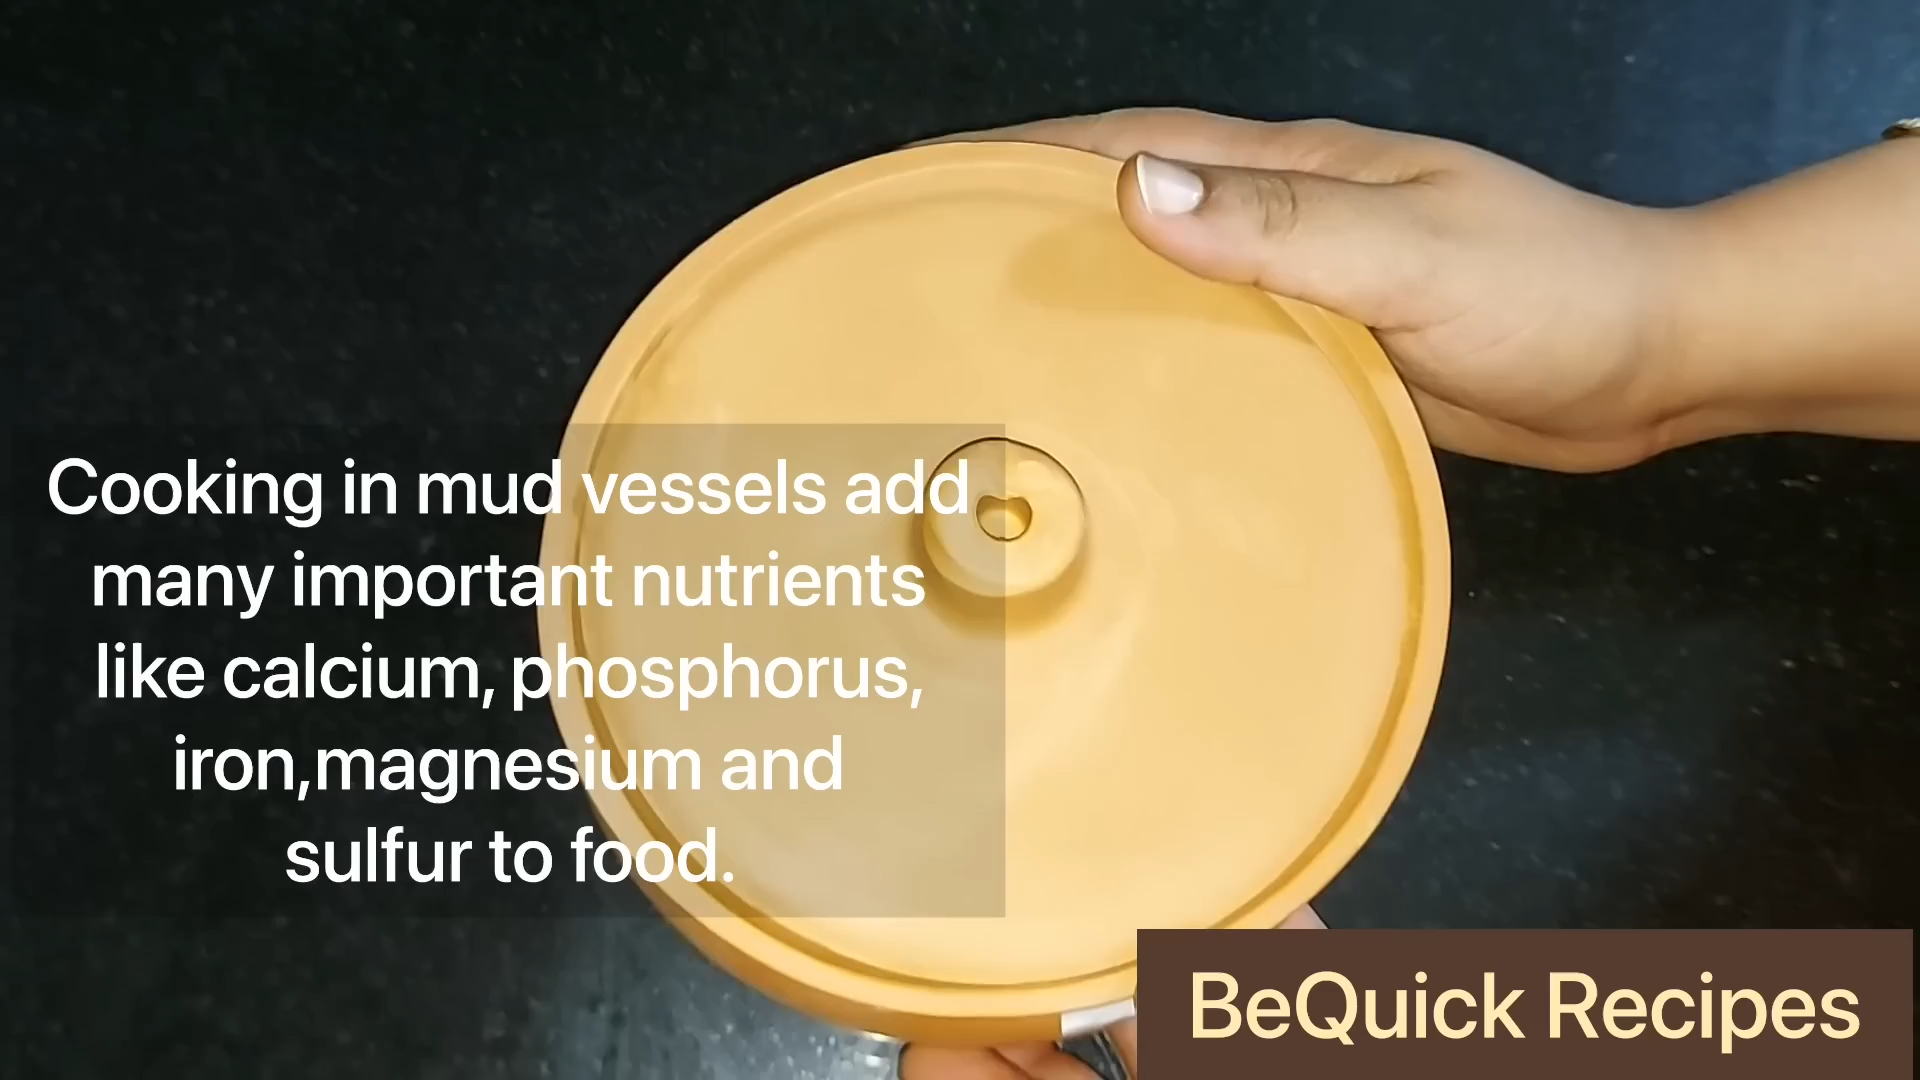 Cooking in mud vessels add
many important nutrients
like calcium, phosphorus,
iron,magnesium and
sulfur to food.
BeQuick Recipes